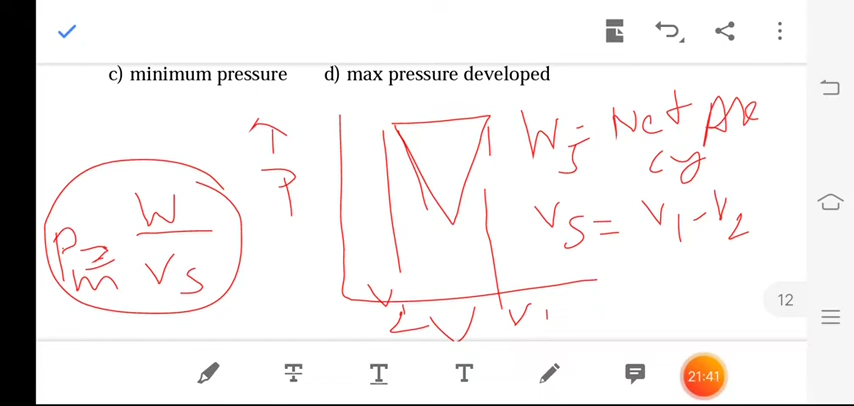 c) minimum pressure d) max pressure developed
W = Net Are
cy
P
Pm = W / Vs
Vs = V1 - V2
V2 V V1
12
21:41